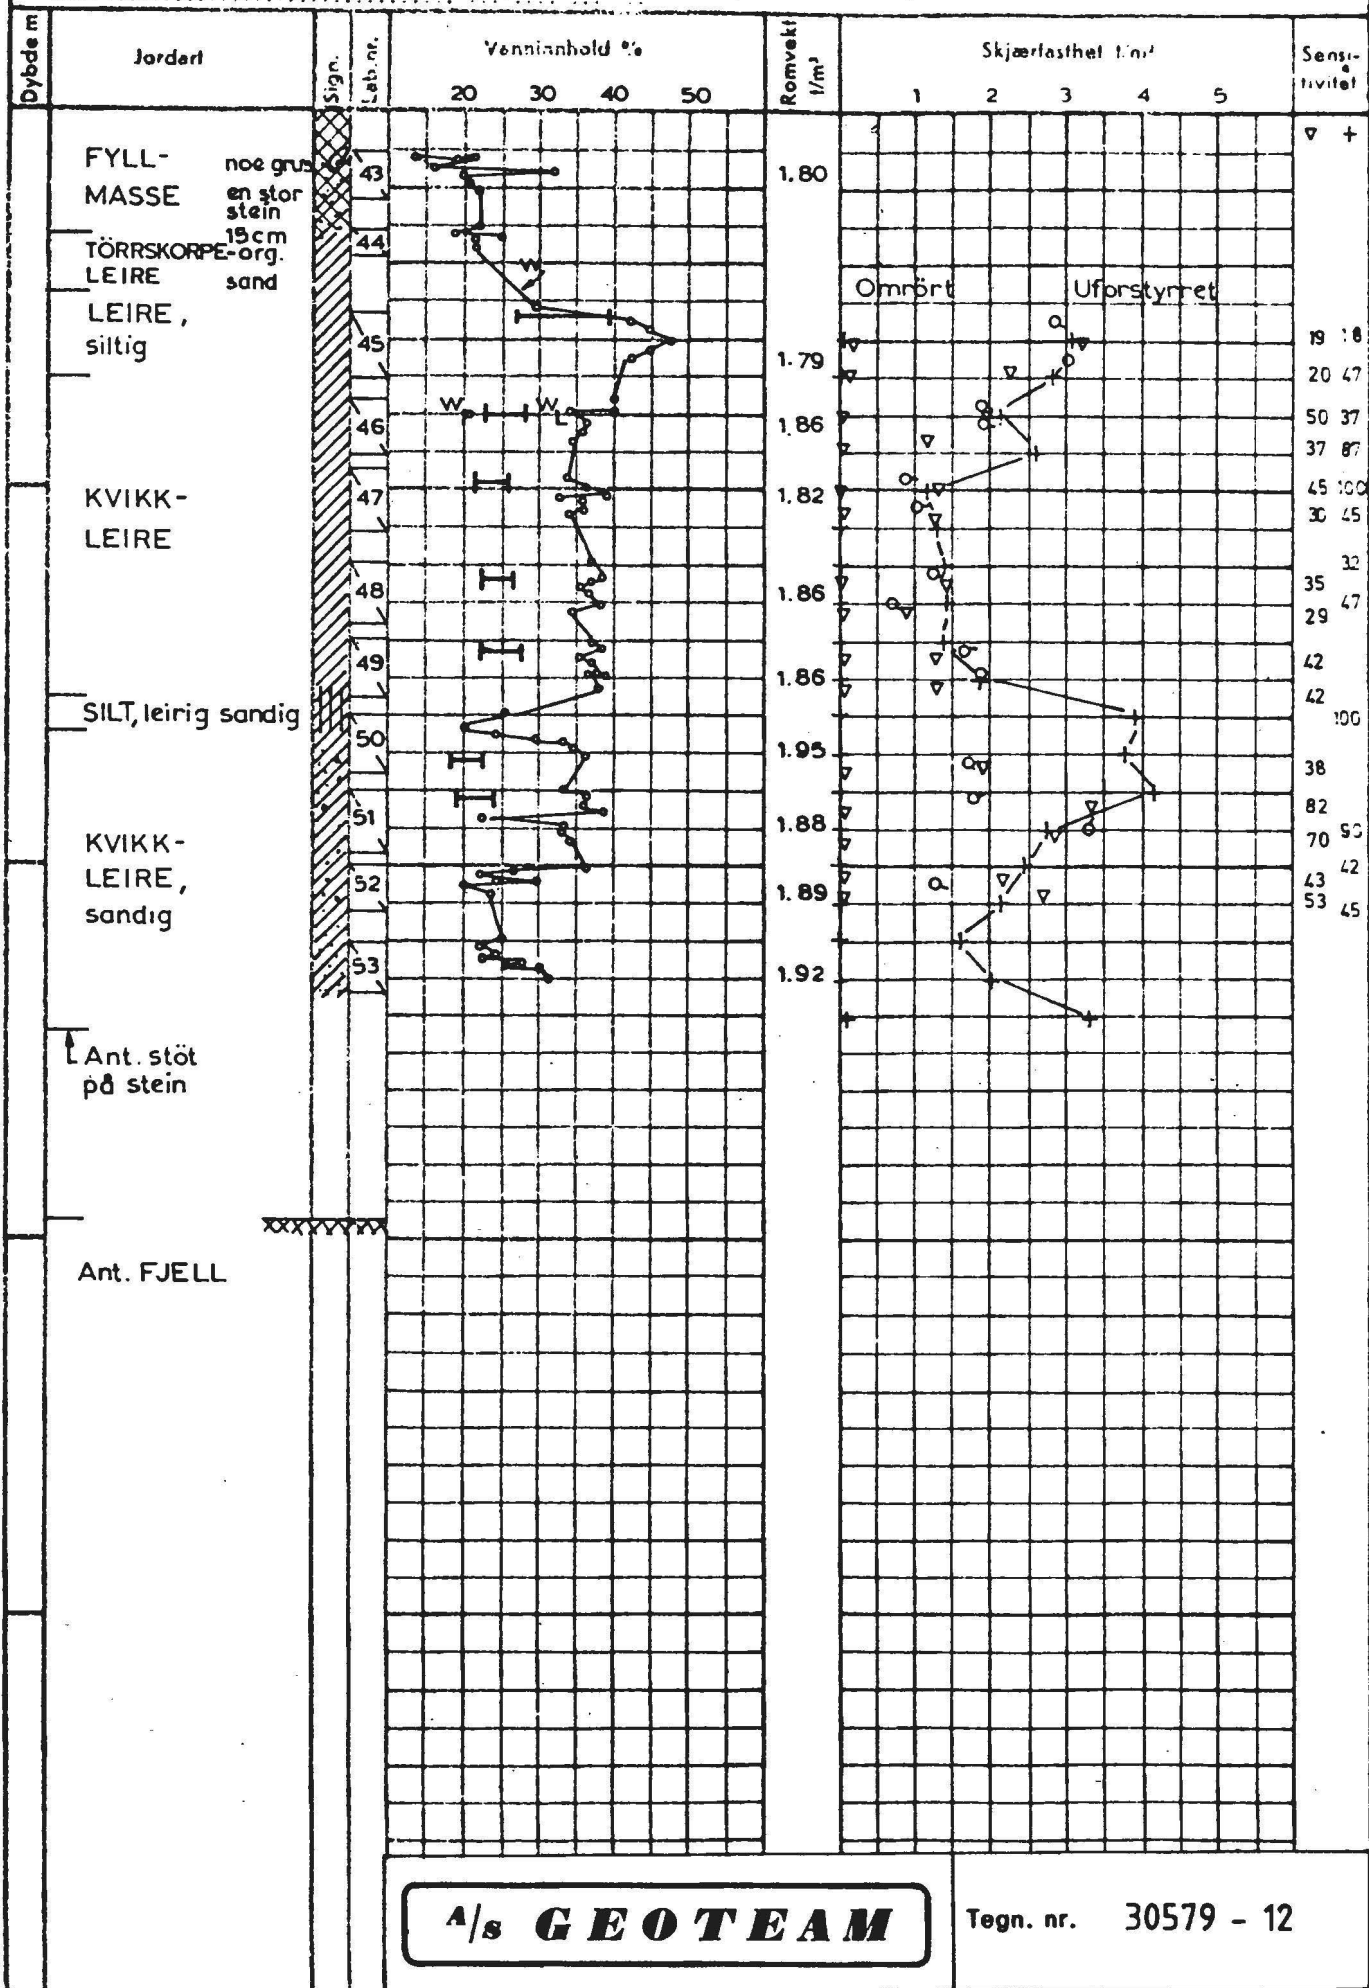 Dybde m
Jordart
Sign.
Lab.nr.
Vanninnhold %
20 30 40 50
Romvekt t/m³
Skjærfasthet t/m²
1 2 3 4 5
Sensi-
tivitet
▽ +
FYLL-
MASSE
noe grus
en stor
stein
15cm
43
1.80
TÖRRSKORPE-
LEIRE
org.
sand
44
W
Omrört
Uforstyrret
LEIRE,
siltig
45
1.79
19 18
20 47
W W L
46
1.86
50 37
37 87
KVIKK-
LEIRE
47
1.82
45 100
30 45
32
48
1.86
35
47
29
49
1.86
42
42
SILT, leirig sandig
100
50
1.95
38
82
51
1.88
70
KVIKK-
LEIRE,
sandig
42
52
1.89
43
53
45
53
1.92
Ant. stöt
på stein
Ant. FJELL
A/s GEOTEAM
Tegn. nr. 30579 - 12